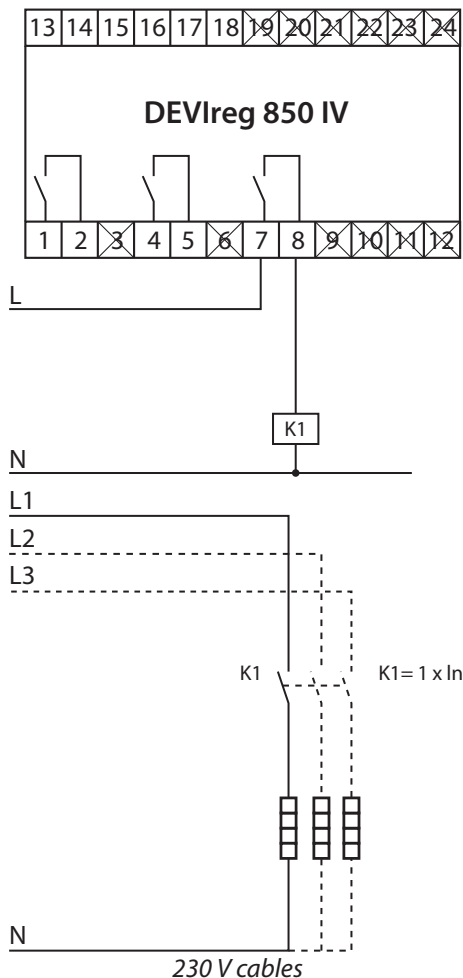 13 14 15 16 17 18 19 20 21 22 23 24
DEVIreg 850 IV
1 2 3 4 5 6 7 8 9 10 11 12
L
K1
N
L1
L2
L3
K1 K1= 1 x In
N
230 V cables